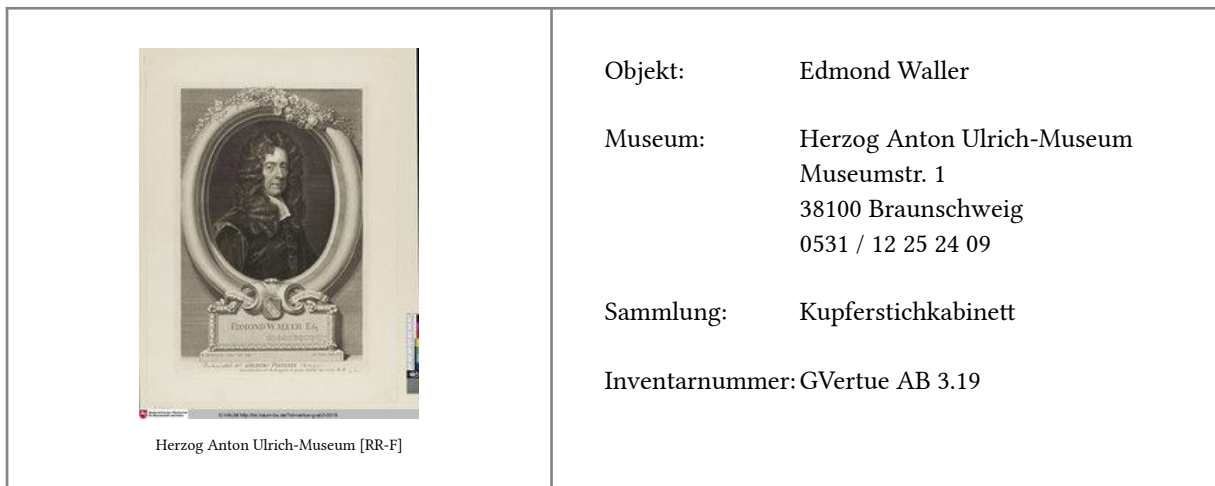 EDMOND WALLER Esq.
Herzog Anton Ulrich-Museum [RR-F]
Objekt: Edmond Waller
Museum: Herzog Anton Ulrich-Museum
Museumstr. 1
38100 Braunschweig
0531 / 12 25 24 09
Sammlung: Kupferstichkabinett
Inventarnummer: GVertue AB 3.19